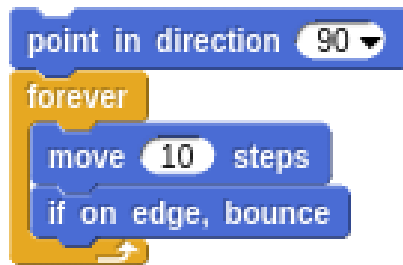 point in direction 90
forever
move 10 steps
if on edge, bounce